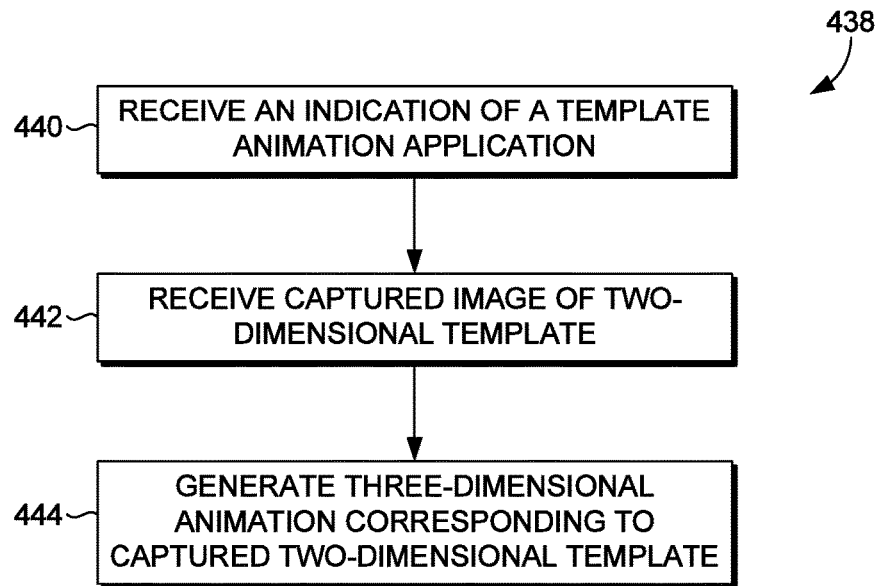 438
440
RECEIVE AN INDICATION OF A TEMPLATE
ANIMATION APPLICATION
442
RECEIVE CAPTURED IMAGE OF TWO-
DIMENSIONAL TEMPLATE
444
GENERATE THREE-DIMENSIONAL
ANIMATION CORRESPONDING TO
CAPTURED TWO-DIMENSIONAL TEMPLATE